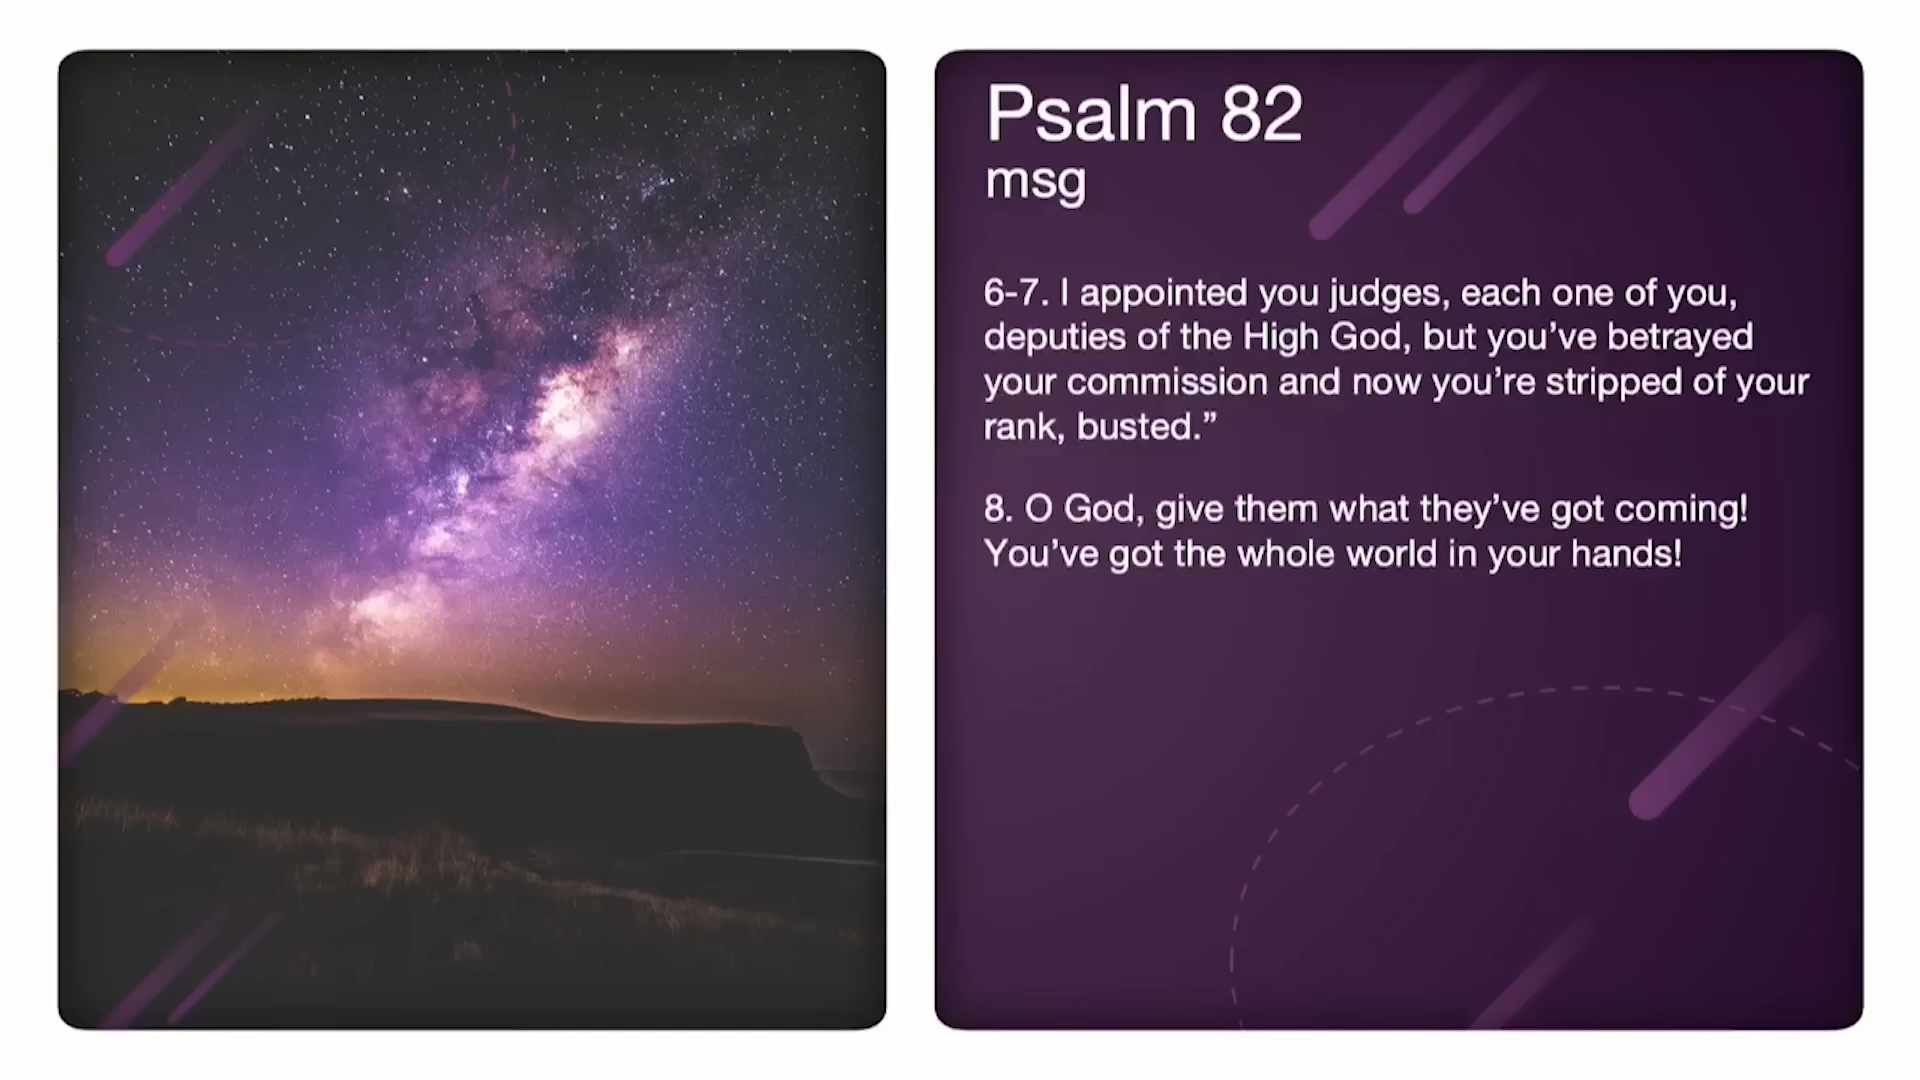 Psalm 82
msg
6-7. I appointed you judges, each one of you,
deputies of the High God, but you’ve betrayed
your commission and now you’re stripped of your
rank, busted.”
8. O God, give them what they’ve got coming!
You’ve got the whole world in your hands!